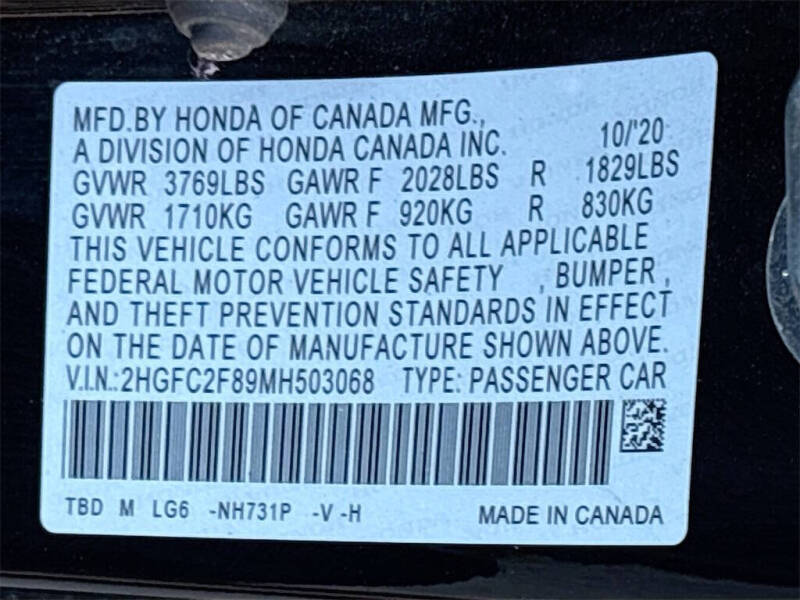 MFD.BY HONDA OF CANADA MFG.,
A DIVISION OF HONDA CANADA INC. 10/'20
GVWR 3769LBS GAWR F 2028LBS R 1829LBS
GVWR 1710KG GAWR F 920KG R 830KG
THIS VEHICLE CONFORMS TO ALL APPLICABLE
FEDERAL MOTOR VEHICLE SAFETY , BUMPER ,
AND THEFT PREVENTION STANDARDS IN EFFECT
ON THE DATE OF MANUFACTURE SHOWN ABOVE.
V.I.N.:2HGFC2F89MH503068 TYPE: PASSENGER CAR
TBD M LG6 -NH731P -V -H MADE IN CANADA